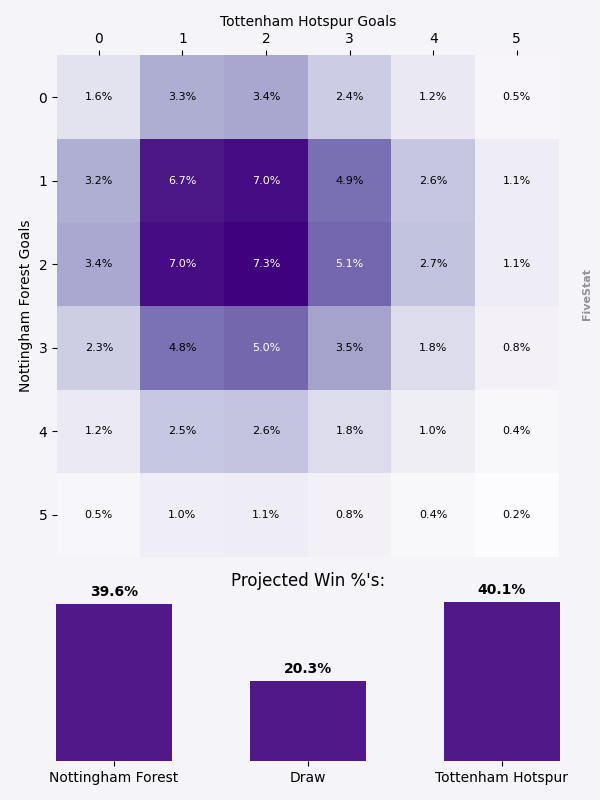 Tottenham Hotspur Goals
0 1 2 3 4 5
0 1.6% 3.3% 3.4% 2.4% 1.2% 0.5%
1 3.2% 6.7% 7.0% 4.9% 2.6% 1.1%
2 3.4% 7.0% 7.3% 5.1% 2.7% 1.1%
3 2.3% 4.8% 5.0% 3.5% 1.8% 0.8%
4 1.2% 2.5% 2.6% 1.8% 1.0% 0.4%
5 0.5% 1.0% 1.1% 0.8% 0.4% 0.2%
Nottingham Forest Goals
FiveStat
Projected Win %'s:
39.6% 20.3% 40.1%
Nottingham Forest Draw Tottenham Hotspur